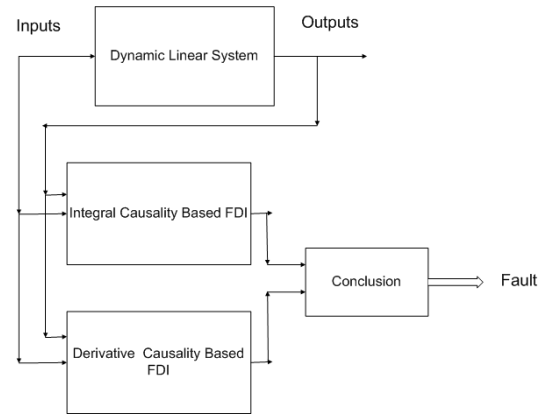 Inputs
Outputs
Dynamic Linear System
Integral Causality Based FDI
Conclusion
Fault
Derivative Causality Based
FDI